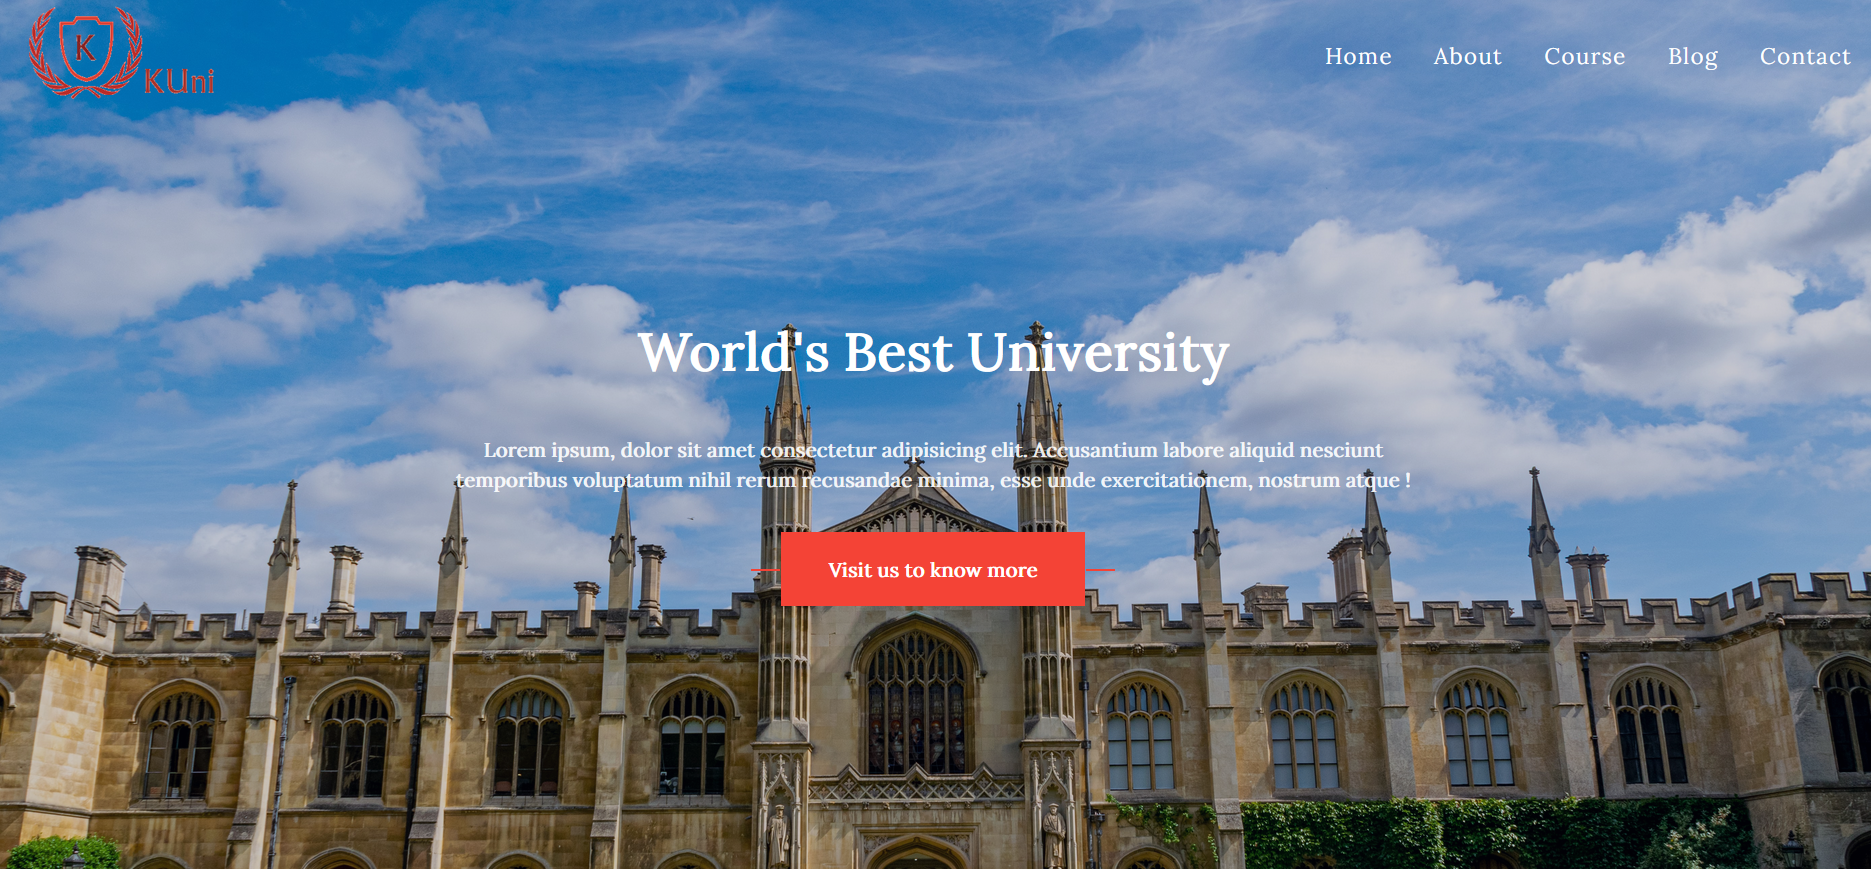 K
KUni
Home About Course Blog Contact
World's Best University
Lorem ipsum, dolor sit amet consectetur adipisicing elit. Accusantium labore aliquid nesciunt
temporibus voluptatum nihil rerum recusandae minima, esse unde exercitationem, nostrum atque !
Visit us to know more